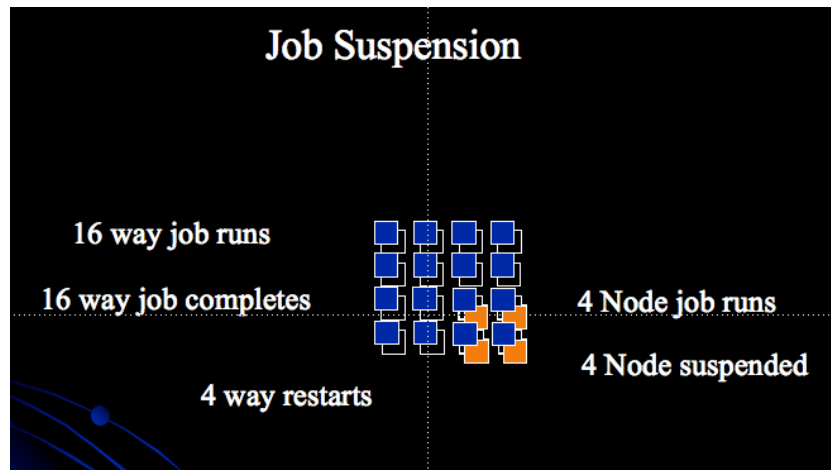 Job Suspension
16 way job runs
16 way job completes
4 Node job runs
4 Node suspended
4 way restarts